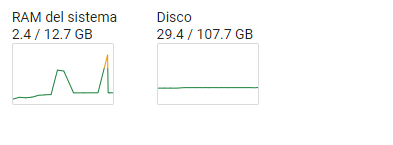 RAM del sistema
2.4 / 12.7 GB
Disco
29.4 / 107.7 GB